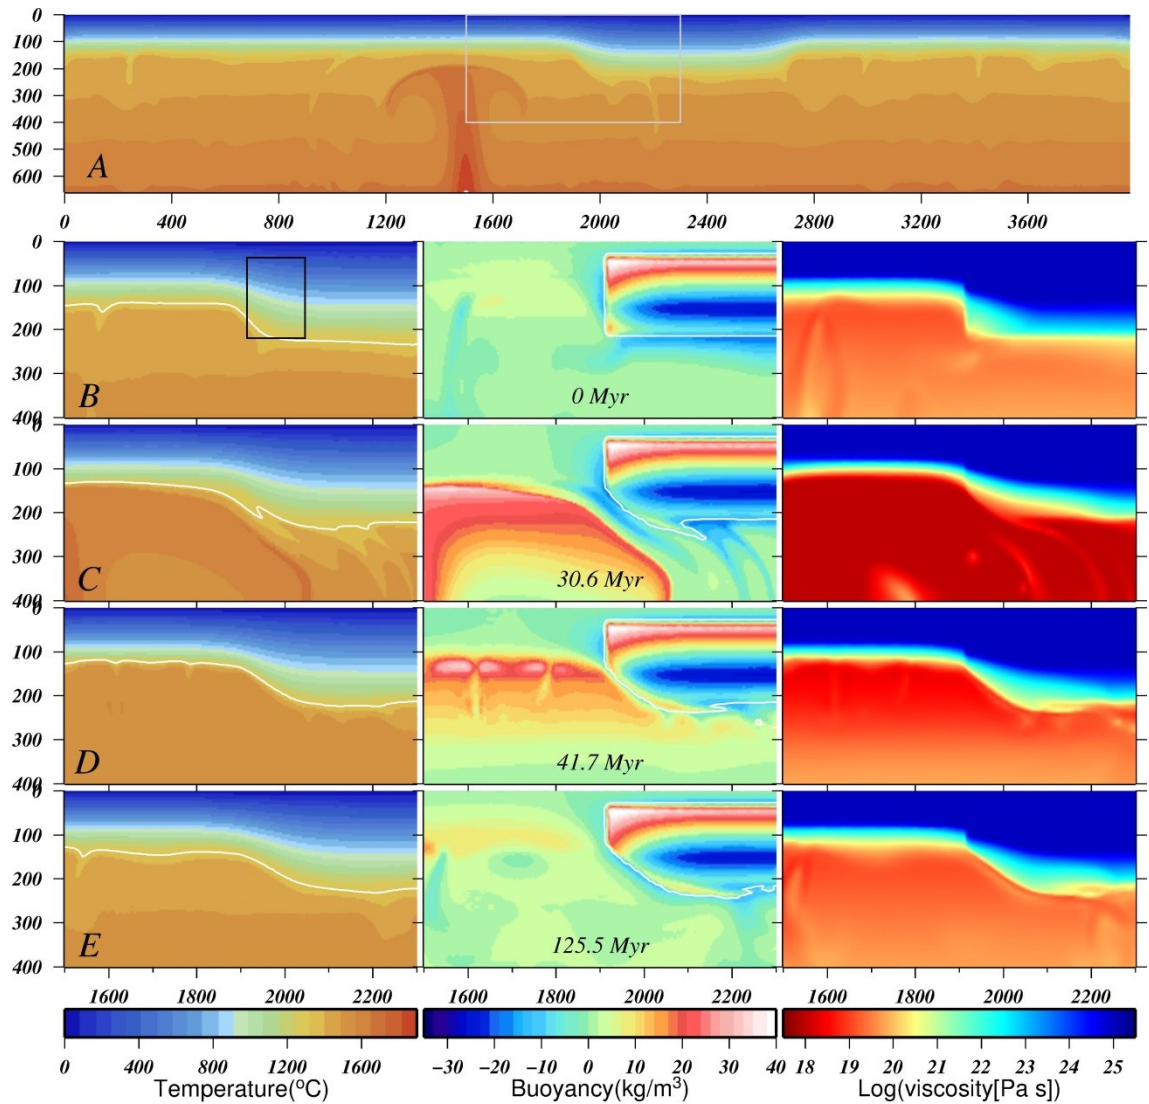 0
100
200
300
400
500
600
A
0 400 800 1200 1600 2000 2400 2800 3200 3600
0
100
200
300
400
B
0 Myr
0
100
200
300
400
C
30.6 Myr
0
100
200
300
400
D
41.7 Myr
0
100
200
300
400
E
125.5 Myr
1600 1800 2000 2200 1600 1800 2000 2200 1600 1800 2000 2200
0 400 800 1200 1600 −30 −20 −10 0 10 20 30 40 18 19 20 21 22 23 24 25
Temperature(ºC) Buoyancy(kg/m³) Log(viscosity[Pa s])